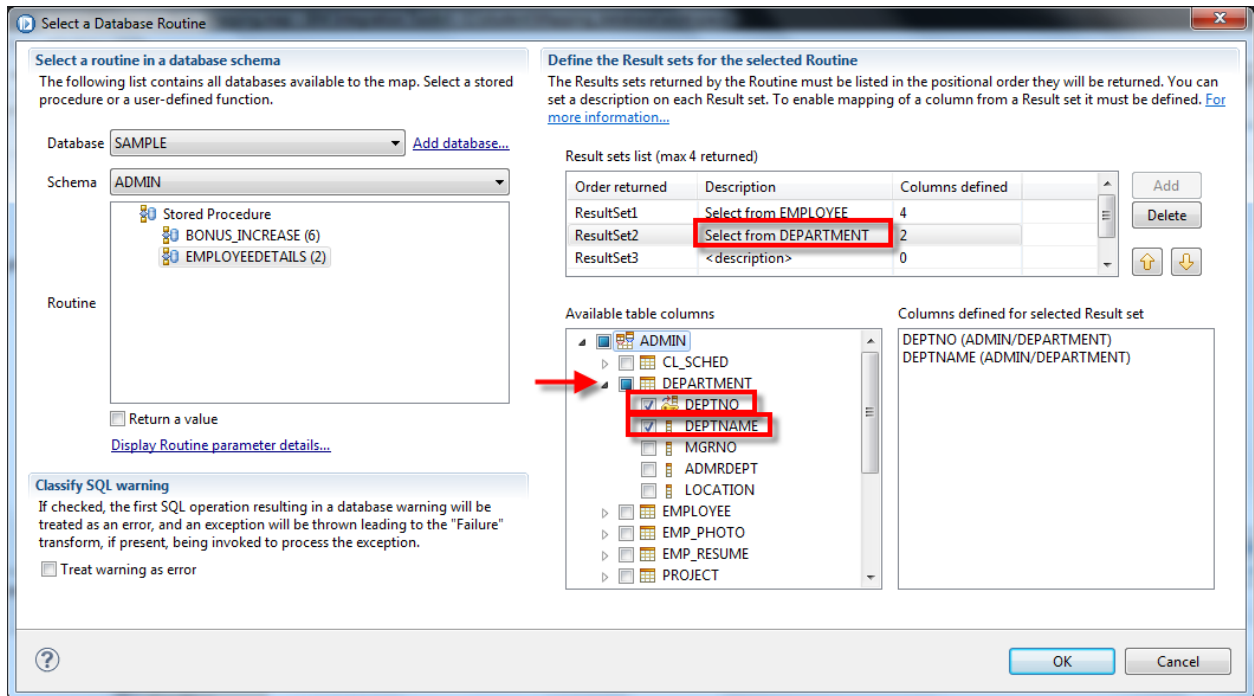 Select a Database Routine
Select a routine in a database schema
The following list contains all databases available to the map. Select a stored
procedure or a user-defined function.
Database SAMPLE Add database...
Schema ADMIN
Stored Procedure
BONUS_INCREASE (6)
EMPLOYEEDETAILS (2)
Routine
Return a value
Display Routine parameter details...
Classify SQL warning
If checked, the first SQL operation resulting in a database warning will be
treated as an error, and an exception will be thrown leading to the "Failure"
transform, if present, being invoked to process the exception.
Treat warning as error
Define the Result sets for the selected Routine
The Results sets returned by the Routine must be listed in the positional order they will be returned. You can
set a description on each Result set. To enable mapping of a column from a Result set it must be defined. For
more information...
Result sets list (max 4 returned)
Order returned Description Columns defined
ResultSet1 Select from EMPLOYEE 4
ResultSet2 Select from DEPARTMENT 2
ResultSet3 <description> 0
Add
Delete
Available table columns
ADMIN
CL_SCHED
DEPARTMENT
DEPTNO
DEPTNAME
MGRNO
ADMRDEPT
LOCATION
EMPLOYEE
EMP_PHOTO
EMP_RESUME
PROJECT
Columns defined for selected Result set
DEPTNO (ADMIN/DEPARTMENT)
DEPTNAME (ADMIN/DEPARTMENT)
OK
Cancel